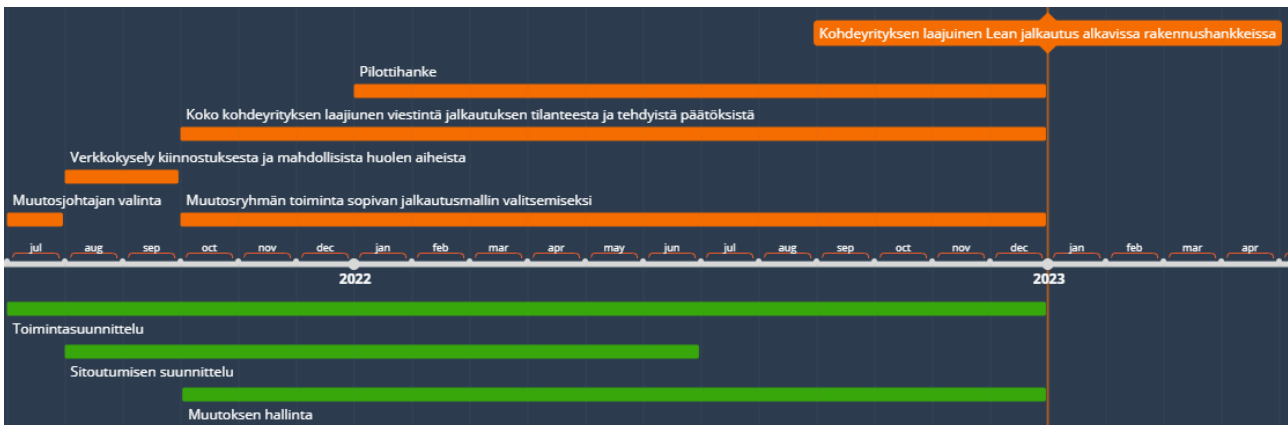 Kohdeyrityksen laajuinen Lean jalkautus alkavissa rakennushankkeissa
Pilottihanke
Koko kohdeyrityksen laajiunen viestintä jalkautuksen tilanteesta ja tehdyistä päätöksistä
Verkkokysely kiinnostuksesta ja mahdollisista huolen aiheista
Muutosjohtajan valinta Muutosryhmän toiminta sopivan jalkautusmallin valitsemiseksi
jul aug sep oct nov dec jan feb mar apr may jun jul aug sep oct nov dec jan feb mar apr
2022 2023
Toimintasuunnittelu
Sitoutumisen suunnittelu
Muutoksen hallinta